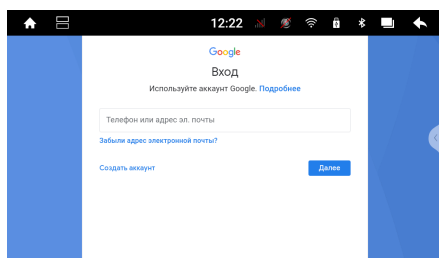 12:22
Google
Вход
Используйте аккаунт Google. Подробнее
Телефон или адрес эл. почты
Забыли адрес электронной почты?
Создать аккаунт
Далее